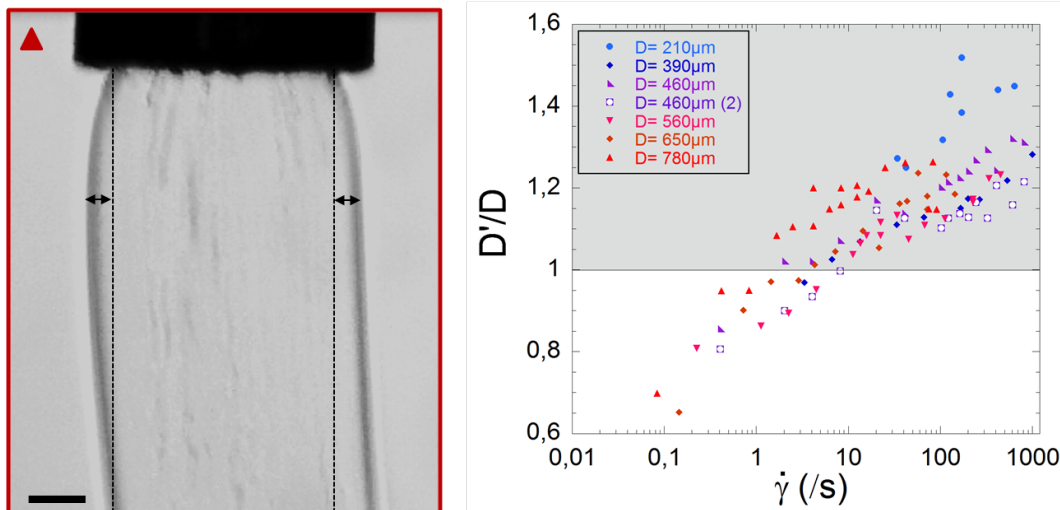 1,6
1,4
1,2
1
0,8
0,6
D'/D
D= 210µm
D= 390µm
D= 460µm
D= 460µm (2)
D= 560µm
D= 650µm
D= 780µm
0,01 0,1 1 10 100 1000
γ̇ (/s)